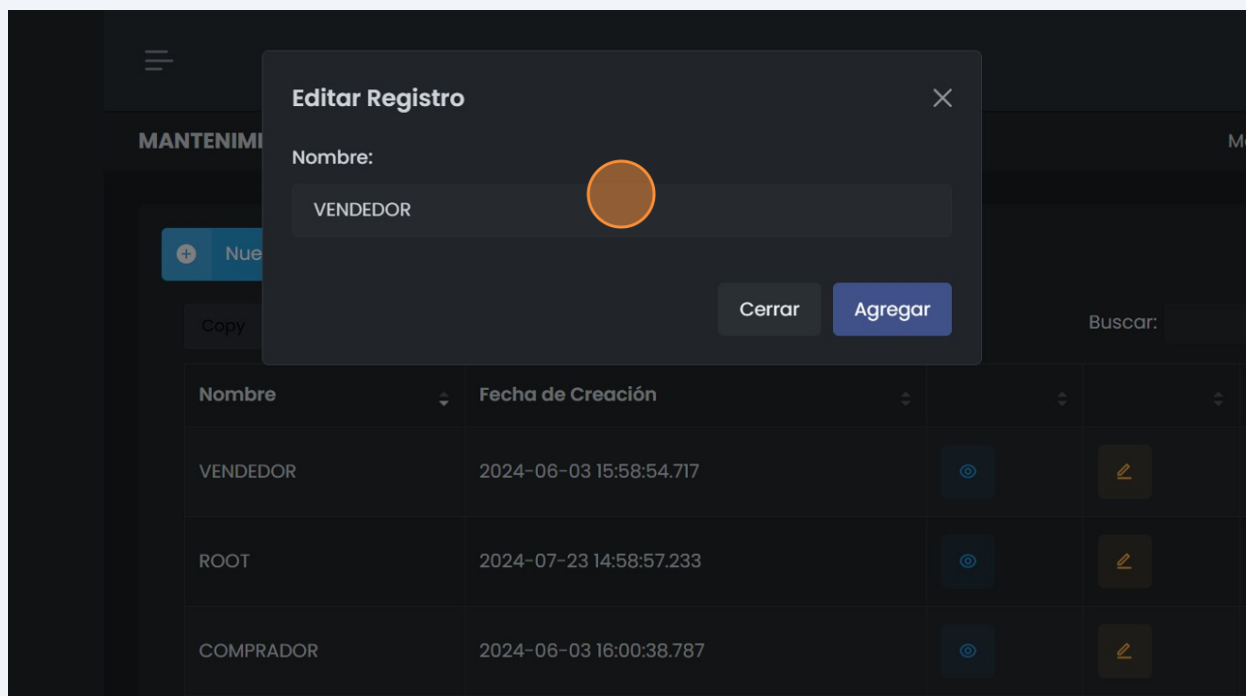 Editar Registro
MANTENIMI
Nombre:
VENDEDOR
Nue
Cerrar
Agregar
Copy
Buscar:
Nombre
Fecha de Creación
VENDEDOR
2024-06-03 15:58:54.717
ROOT
2024-07-23 14:58:57.233
COMPRADOR
2024-06-03 16:00:38.787